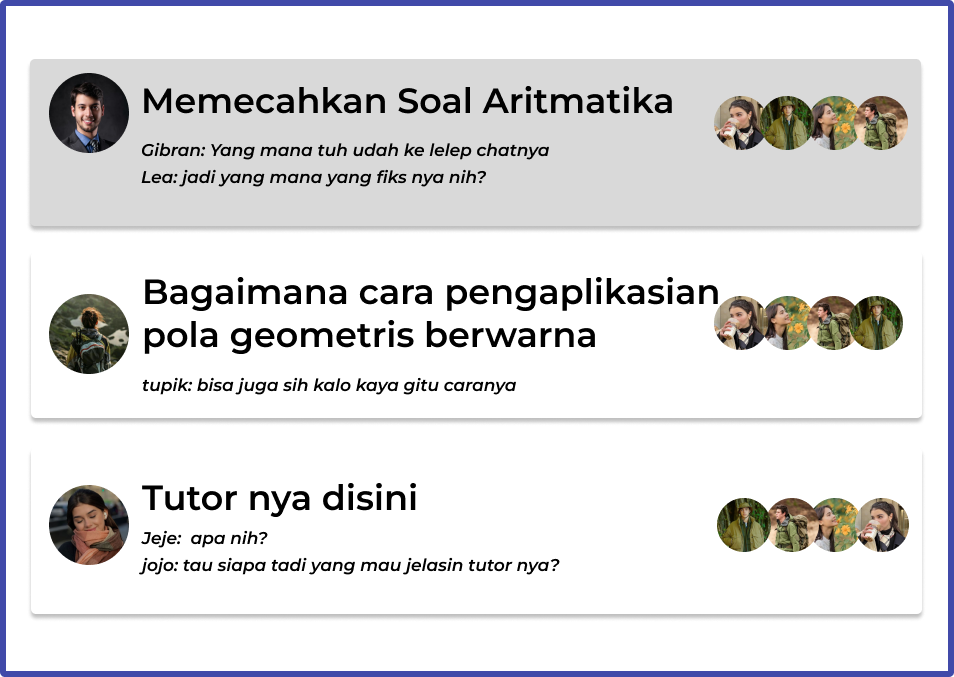 Memecahkan Soal Aritmatika
Gibran: Yang mana tuh udah ke lelep chatnya
Lea: jadi yang mana yang fiks nya nih?
Bagaimana cara pengaplikasian
pola geometris berwarna
tupik: bisa juga sih kalo kaya gitu caranya
Tutor nya disini
Jeje:  apa nih?
jojo: tau siapa tadi yang mau jelasin tutor nya?